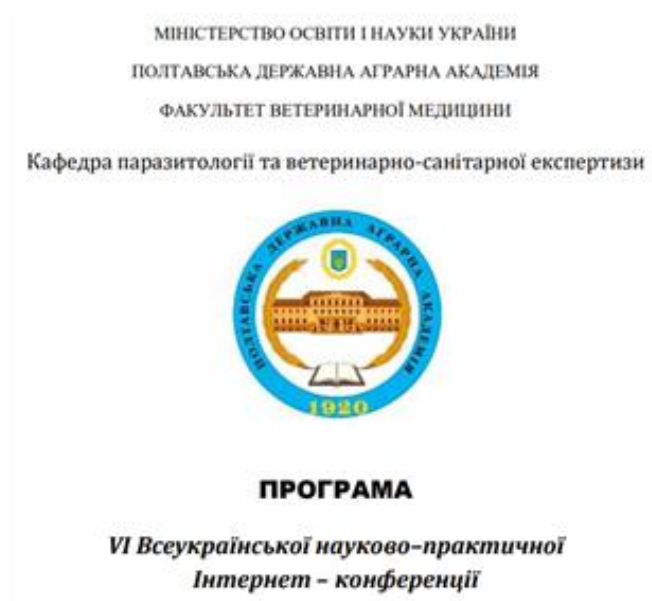 МІНІСТЕРСТВО ОСВІТИ І НАУКИ УКРАЇНИ
ПОЛТАВСЬКА ДЕРЖАВНА АГРАРНА АКАДЕМІЯ
ФАКУЛЬТЕТ ВЕТЕРИНАРНОЇ МЕДИЦИНИ
Кафедра паразитології та ветеринарно-санітарної експертизи
ПОЛТАВСЬКА ДЕРЖАВНА АГРАРНА АКАДЕМІЯ
1920
ПРОГРАМА
VI Всеукраїнської науково–практичної
Інтернет – конференції